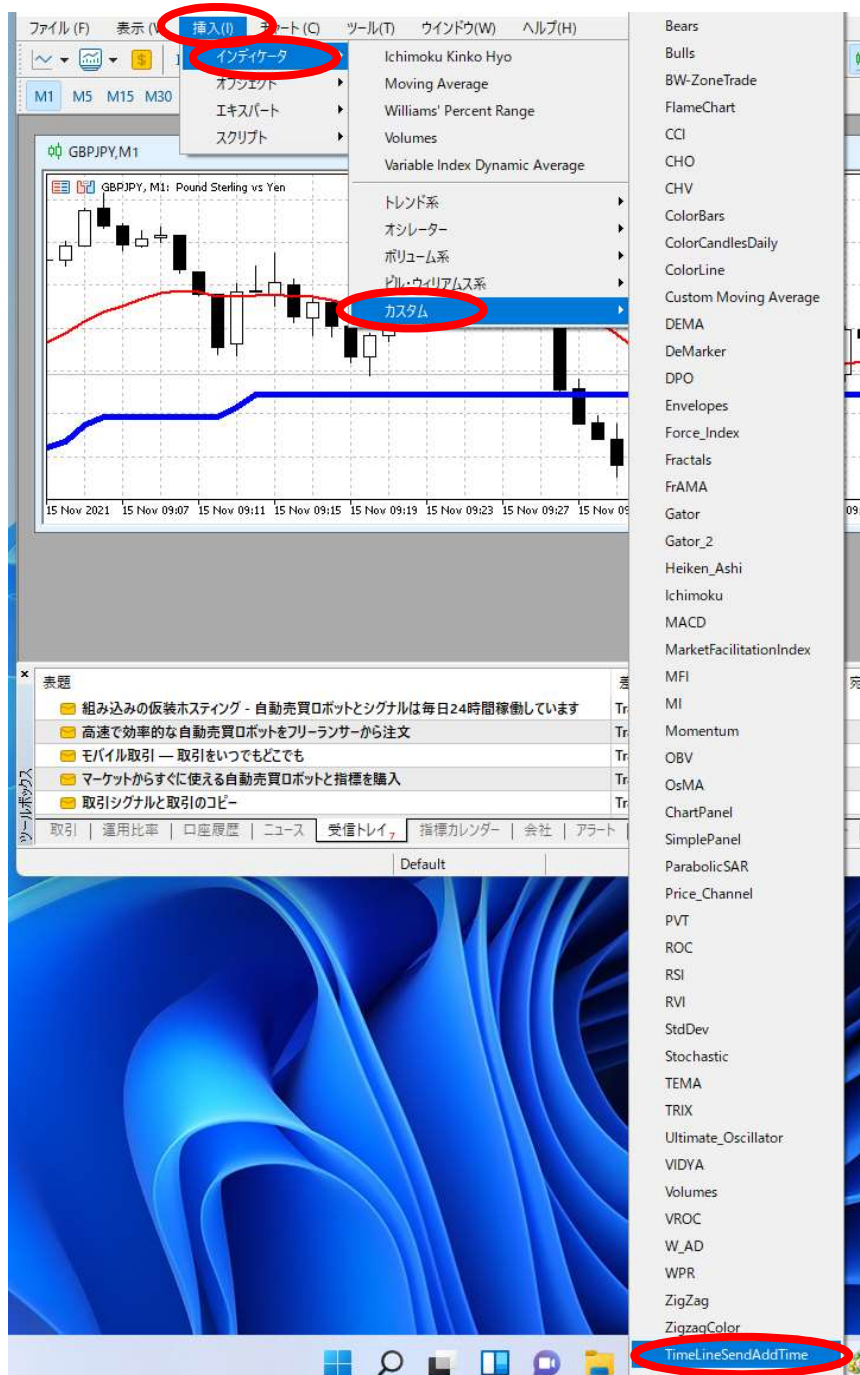 ファイル (F) 表示 (V 挿入(I) チャート (C) ツール(T) ウインドウ(W) ヘルプ(H)
インディケータ
オブジェクト
エキスパート
スクリプト
M1 M5 M15 M30
Ichimoku Kinko Hyo
Moving Average
Williams' Percent Range
Volumes
Variable Index Dynamic Average
トレンド系
オシレーター
ボリューム系
ビル・ウィリアムス系
カスタム
Bears
Bulls
BW-ZoneTrade
FlameChart
CCI
CHO
CHV
ColorBars
ColorCandlesDaily
ColorLine
Custom Moving Average
DEMA
DeMarker
DPO
Envelopes
Force_Index
Fractals
FrAMA
Gator
Gator_2
Heiken_Ashi
Ichimoku
MACD
MarketFacilitationIndex
MFI
MI
Momentum
OBV
OsMA
ChartPanel
SimplePanel
ParabolicSAR
Price_Channel
PVT
ROC
RSI
RVI
StdDev
Stochastic
TEMA
TRIX
Ultimate_Oscillator
VIDYA
Volumes
VROC
W_AD
WPR
ZigZag
ZigzagColor
TimeLineSendAddTime
GBPJPY,M1
GBPJPY, M1: Pound Sterling vs Yen
15 Nov 2021 15 Nov 09:07 15 Nov 09:11 15 Nov 09:15 15 Nov 09:19 15 Nov 09:23 15 Nov 09:27 15 Nov 09
表題
組み込みの仮装ホスティング - 自動売買ロボットとシグナルは毎日24時間稼働しています
高速で効率的な自動売買ロボットをフリーランサーから注文
モバイル取引 — 取引をいつでもどこでも
マーケットからすぐに使える自動売買ロボットと指標を購入
取引シグナルと取引のコピー
ツールボックス
取引 | 運用比率 | 口座履歴 | ニュース 受信トレイ 7 指標カレンダー | 会社 | アラート |
Default